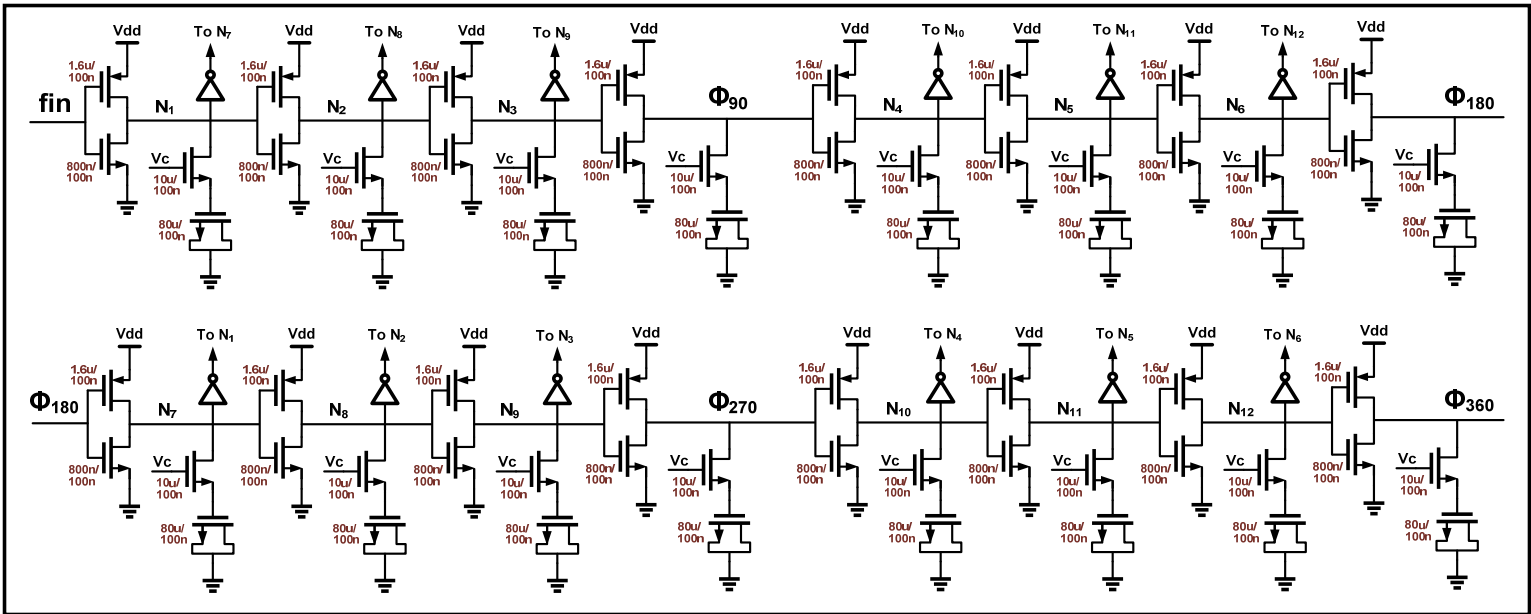 Vdd To N7 Vdd To N8 Vdd To N9 Vdd Vdd To N10 Vdd To N11 Vdd To N12 Vdd
1.6u/ 1.6u/ 1.6u/ 1.6u/ 1.6u/ 1.6u/ 1.6u/ 1.6u/
100n 100n 100n 100n 100n 100n 100n 100n
fin N1 N2 N3 Φ90 N4 N5 N6 Φ180
Vc Vc Vc Vc Vc Vc Vc Vc
800n/ 800n/ 800n/ 800n/ 800n/ 800n/ 800n/ 800n/
100n 100n 100n 100n 100n 100n 100n 100n
10u/ 10u/ 10u/ 10u/ 10u/ 10u/ 10u/ 10u/
100n 100n 100n 100n 100n 100n 100n 100n
80u/ 80u/ 80u/ 80u/ 80u/ 80u/ 80u/ 80u/
100n 100n 100n 100n 100n 100n 100n 100n
Vdd To N1 Vdd To N2 Vdd To N3 Vdd Vdd To N4 Vdd To N5 Vdd To N6 Vdd
1.6u/ 1.6u/ 1.6u/ 1.6u/ 1.6u/ 1.6u/ 1.6u/ 1.6u/
100n 100n 100n 100n 100n 100n 100n 100n
Φ180 N7 N8 N9 Φ270 N10 N11 N12 Φ360
Vc Vc Vc Vc Vc Vc Vc Vc
800n/ 800n/ 800n/ 800n/ 800n/ 800n/ 800n/ 800n/
100n 100n 100n 100n 100n 100n 100n 100n
10u/ 10u/ 10u/ 10u/ 10u/ 10u/ 10u/ 10u/
100n 100n 100n 100n 100n 100n 100n 100n
80u/ 80u/ 80u/ 80u/ 80u/ 80u/ 80u/ 80u/
100n 100n 100n 100n 100n 100n 100n 100n